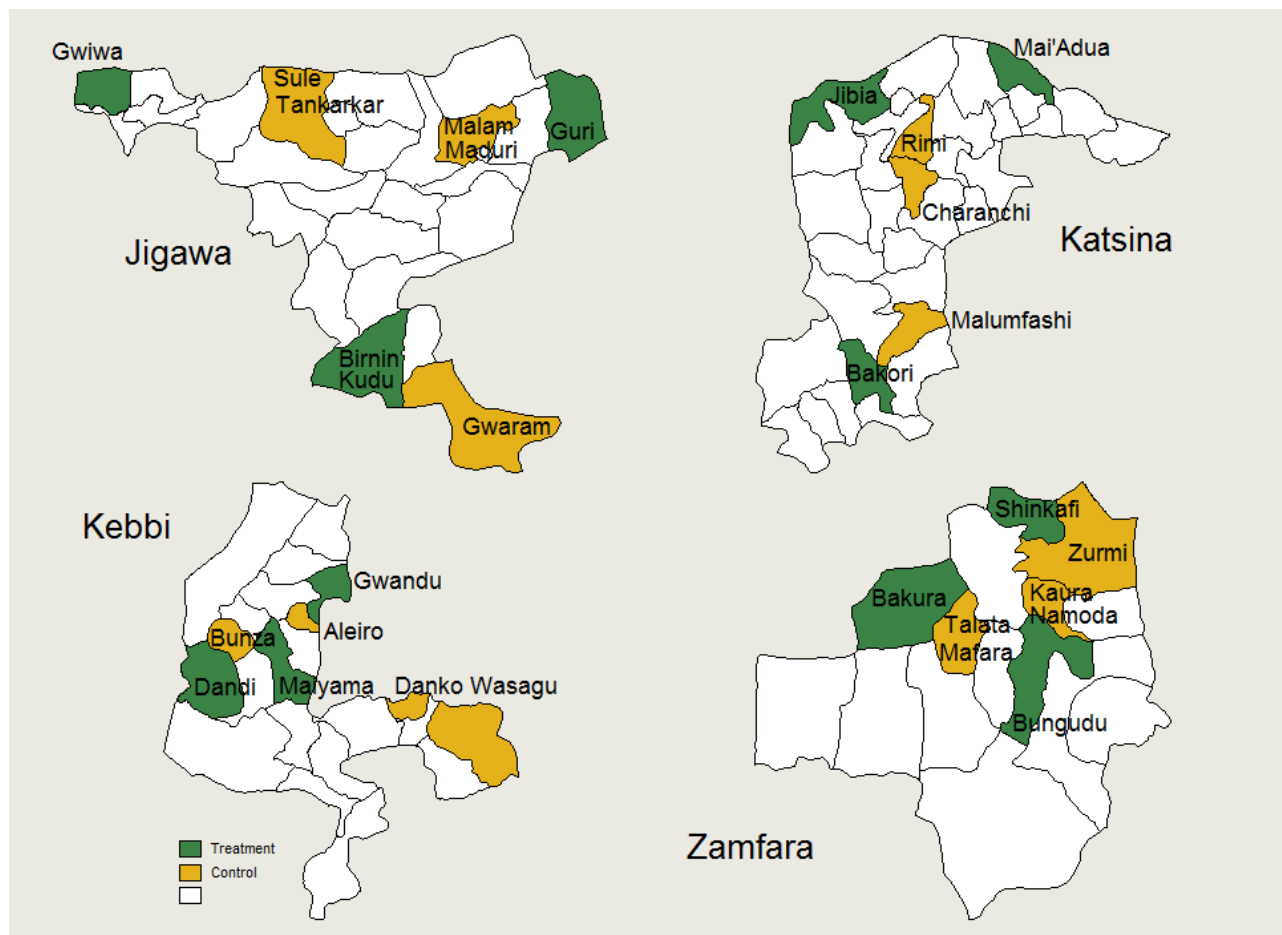 Gwiwa
Sule
Tankarkar
Malam
Maduri
Guri
Jigawa
Birnin
Kudu
Gwaram
Mai'Adua
Jibia
Rimi
Charanchi
Katsina
Malumfashi
Bakori
Kebbi
Gwandu
Aleiro
Bunza
Dandi
Maiyama
Danko Wasagu
Treatment
Control
Shinkafi
Zurmi
Bakura
Kaura
Namoda
Talata
Mafara
Bungudu
Zamfara